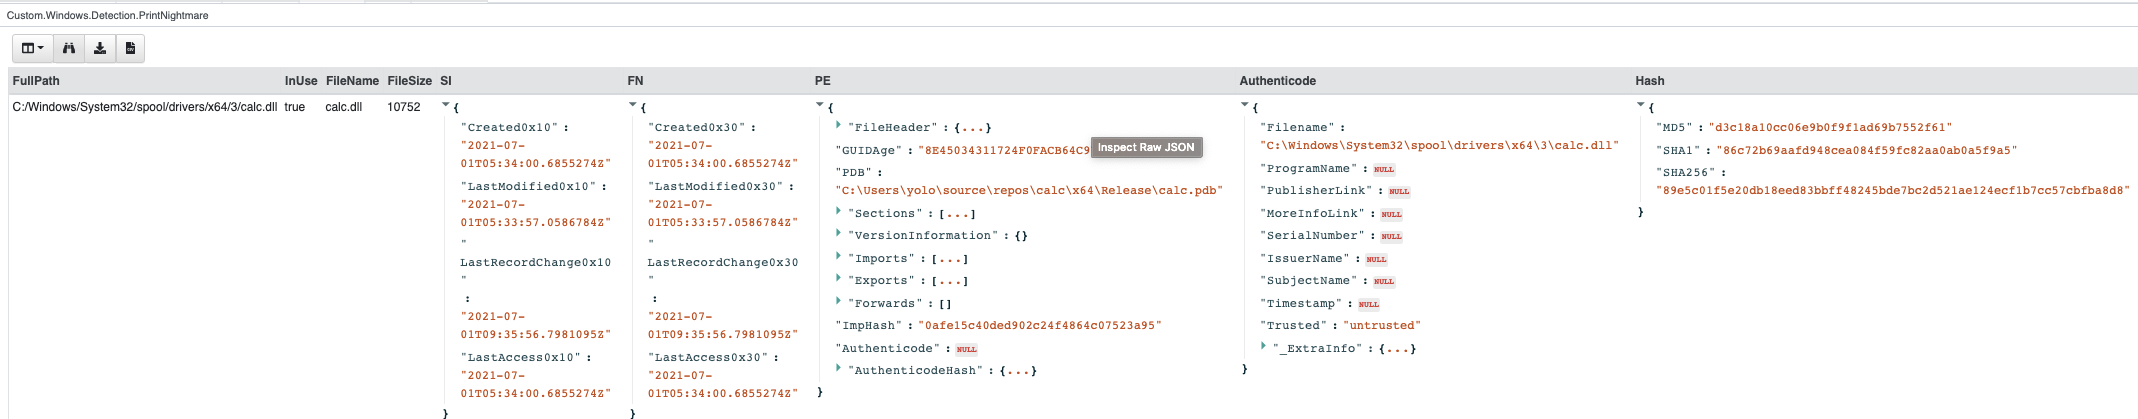 Custom.Windows.Detection.PrintNightmare
FullPath InUse FileName FileSize SI FN PE Authenticode Hash
C:/Windows/System32/spool/drivers/x64/3/calc.dll true calc.dll 10752
{
"Created0x10" :
"2021-07-
01T05:34:00.6855274Z"
"LastModified0x10" :
"2021-07-
01T05:33:57.0586784Z"
"
LastRecordChange0x10
"
:
"2021-07-
01T09:35:56.7981095Z"
"LastAccess0x10" :
"2021-07-
01T05:34:00.6855274Z"
}
{
"Created0x30" :
"2021-07-
01T05:34:00.6855274Z"
"LastModified0x30" :
"2021-07-
01T05:33:57.0586784Z"
"
LastRecordChange0x30
"
:
"2021-07-
01T09:35:56.7981095Z"
"LastAccess0x30" :
"2021-07-
01T05:34:00.6855274Z"
}
{
"FileHeader" : {...}
"GUIDAge" : "8E45034311724F0FACB64C9
Inspect Raw JSON
"PDB" :
"C:\Users\yolo\source\repos\calc\x64\Release\calc.pdb"
"Sections" : [...]
"VersionInformation" : {}
"Imports" : [...]
"Exports" : [...]
"Forwards" : []
"ImpHash" : "0afe15c40ded902c24f4864c07523a95"
"Authenticode" : NULL
"AuthenticodeHash" : {...}
}
{
"Filename" :
"C:\Windows\System32\spool\drivers\x64\3\calc.dll"
"ProgramName" : NULL
"PublisherLink" : NULL
"MoreInfoLink" : NULL
"SerialNumber" : NULL
"IssuerName" : NULL
"SubjectName" : NULL
"Timestamp" : NULL
"Trusted" : "untrusted"
"_ExtraInfo" : {...}
}
{
"MD5" : "d3c18a10cc06e9b0f9f1ad69b7552f61"
"SHA1" : "86c72b69aafd948cea084f59fc82aa0ab0a5f9a5"
"SHA256" :
"89e5c01f5e20db18eed83bbff48245bde7bc2d521ae124ecf1b7cc57cbfba8d8"
}